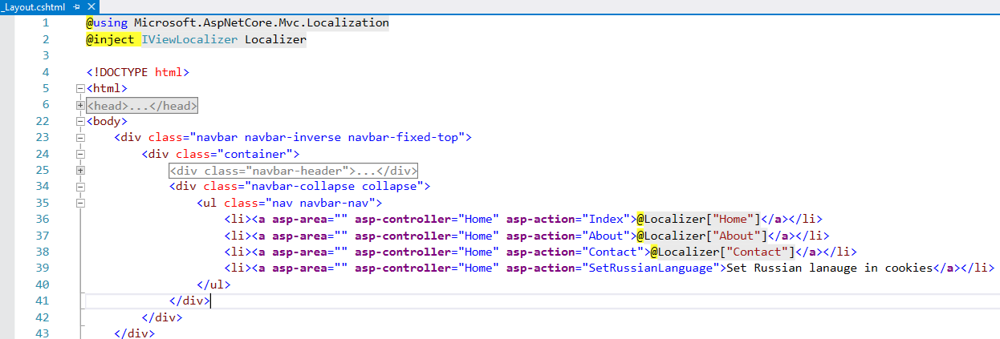 _Layout.cshtml
1 @using Microsoft.AspNetCore.Mvc.Localization
2 @inject IViewLocalizer Localizer
3
4 <!DOCTYPE html>
5 <html>
6 <head>...</head>
22 <body>
23 <div class="navbar navbar-inverse navbar-fixed-top">
24 <div class="container">
25 <div class="navbar-header">...</div>
34 <div class="navbar-collapse collapse">
35 <ul class="nav navbar-nav">
36 <li><a asp-area="" asp-controller="Home" asp-action="Index">@Localizer["Home"]</a></li>
37 <li><a asp-area="" asp-controller="Home" asp-action="About">@Localizer["About"]</a></li>
38 <li><a asp-area="" asp-controller="Home" asp-action="Contact">@Localizer["Contact"]</a></li>
39 <li><a asp-area="" asp-controller="Home" asp-action="SetRussianLanguage">Set Russian lanauge in cookies</a></li>
40 </ul>
41 </div>
42 </div>
43 </div>